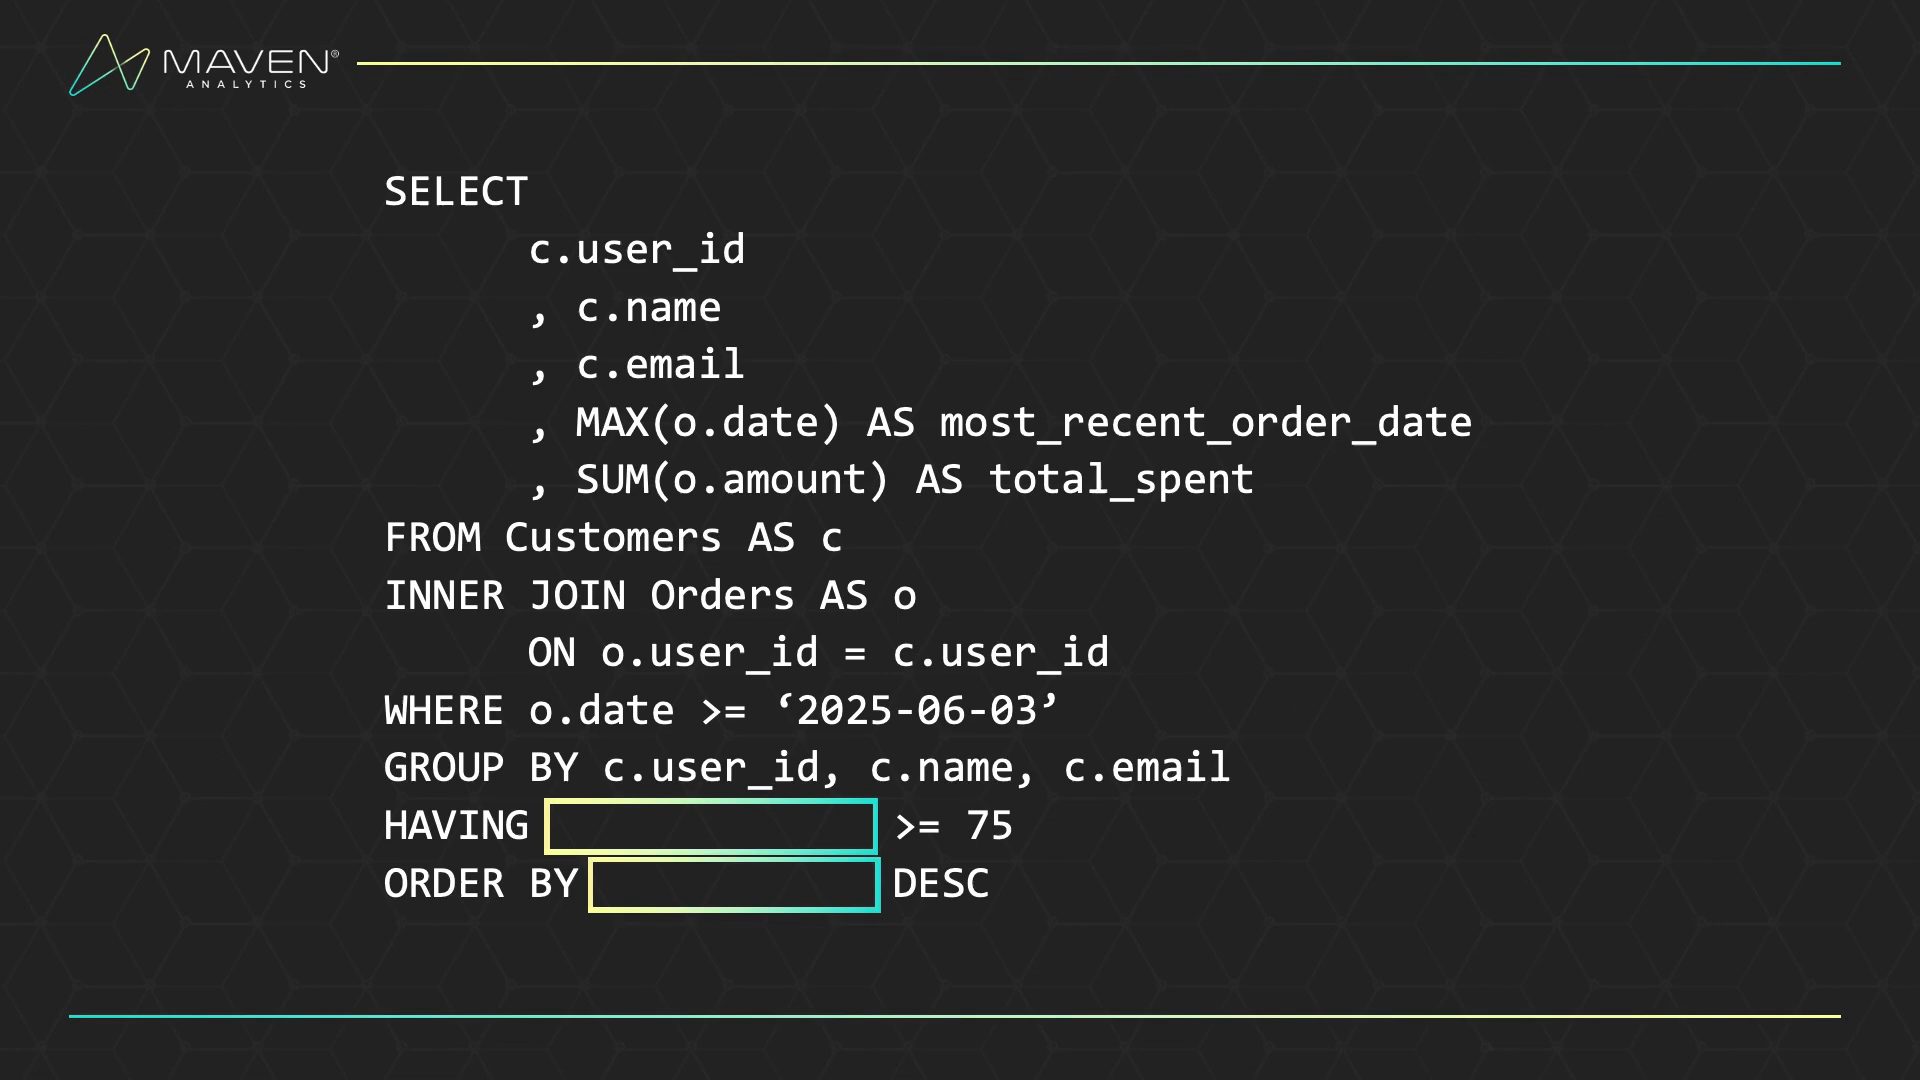 MAVEN®
ANALYTICS
SELECT
c.user_id
, c.name
, c.email
, MAX(o.date) AS most_recent_order_date
, SUM(o.amount) AS total_spent
FROM Customers AS c
INNER JOIN Orders AS o
ON o.user_id = c.user_id
WHERE o.date >= ‘2025-06-03’
GROUP BY c.user_id, c.name, c.email
HAVING >= 75
ORDER BY DESC